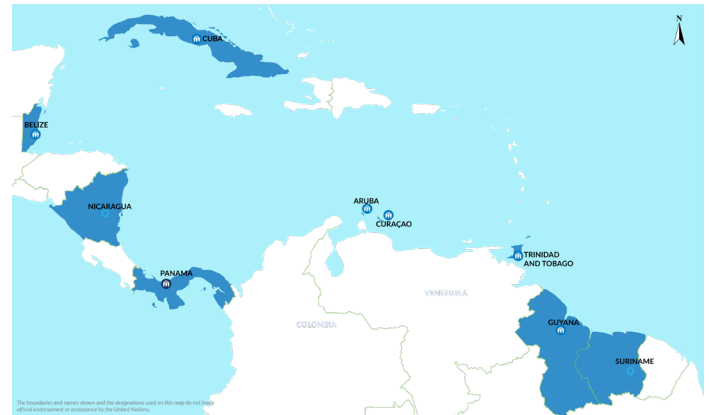 N
CUBA
BELIZE
NICARAGUA
ARUBA
CURAÇAO
TRINIDAD
AND TOBAGO
PANAMA
VENEZUELA
COLOMBIA
GUYANA
SURINAME
The boundaries and names shown and the designations used on this map do not imply
official endorsement or acceptance by the United Nations.